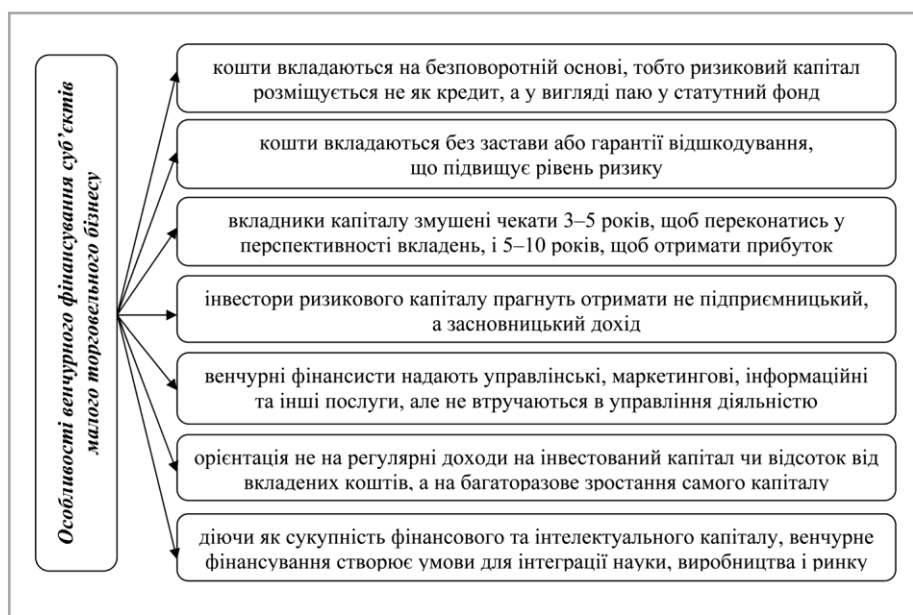 Особливості венчурного фінансування суб’єктів
малого торговельного бізнесу
кошти вкладаються на безповоротній основі, тобто ризиковий капітал
розміщується не як кредит, а у вигляді паю у статутний фонд
кошти вкладаються без застави або гарантії відшкодування,
що підвищує рівень ризику
вкладники капіталу змушені чекати 3–5 років, щоб переконатись у
перспективності вкладень, і 5–10 років, щоб отримати прибуток
інвестори ризикового капіталу прагнуть отримати не підприємницький,
а засновницький дохід
венчурні фінансисти надають управлінські, маркетингові, інформаційні
та інші послуги, але не втручаються в управління діяльністю
орієнтація не на регулярні доходи на інвестований капітал чи відсоток від
вкладених коштів, а на багаторазове зростання самого капіталу
діючи як сукупність фінансового та інтелектуального капіталу, венчурне
фінансування створює умови для інтеграції науки, виробництва і ринку